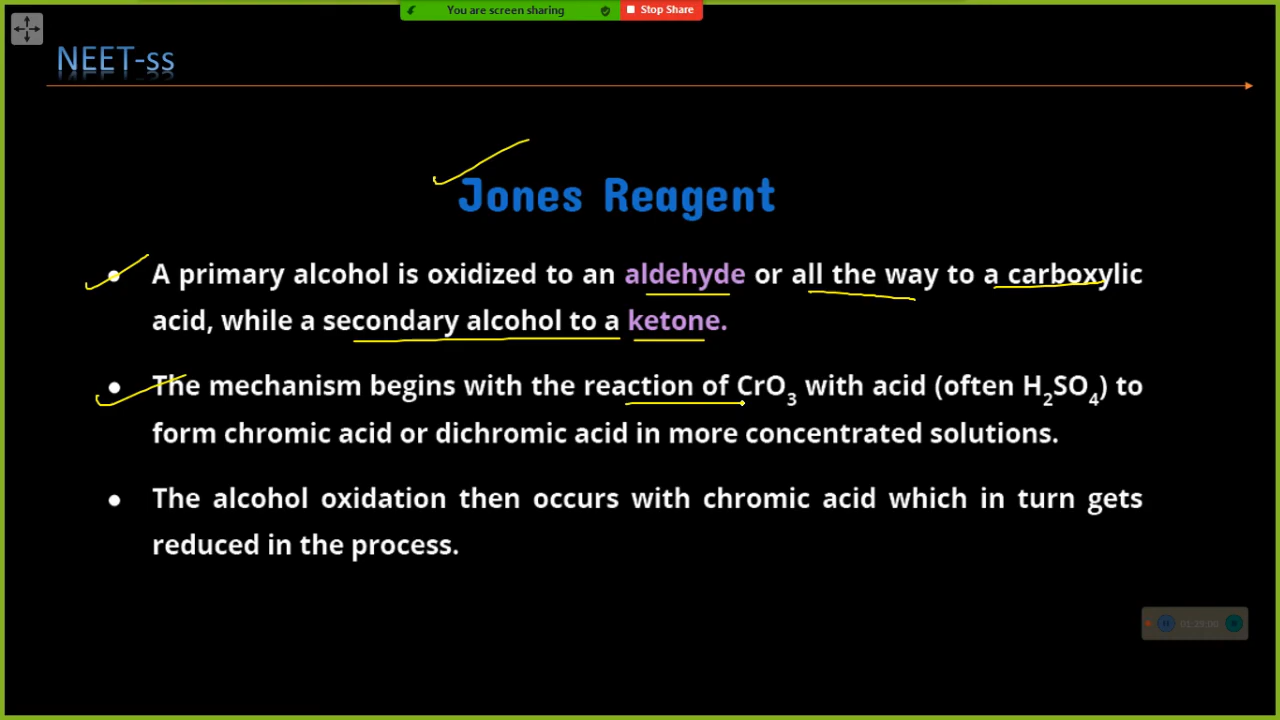 You are screen sharing
Stop Share
NEET-ss
Jones Reagent
• A primary alcohol is oxidized to an aldehyde or all the way to a carboxylic
acid, while a secondary alcohol to a ketone.
• The mechanism begins with the reaction of CrO₃ with acid (often H₂SO₄) to
form chromic acid or dichromic acid in more concentrated solutions.
• The alcohol oxidation then occurs with chromic acid which in turn gets
reduced in the process.